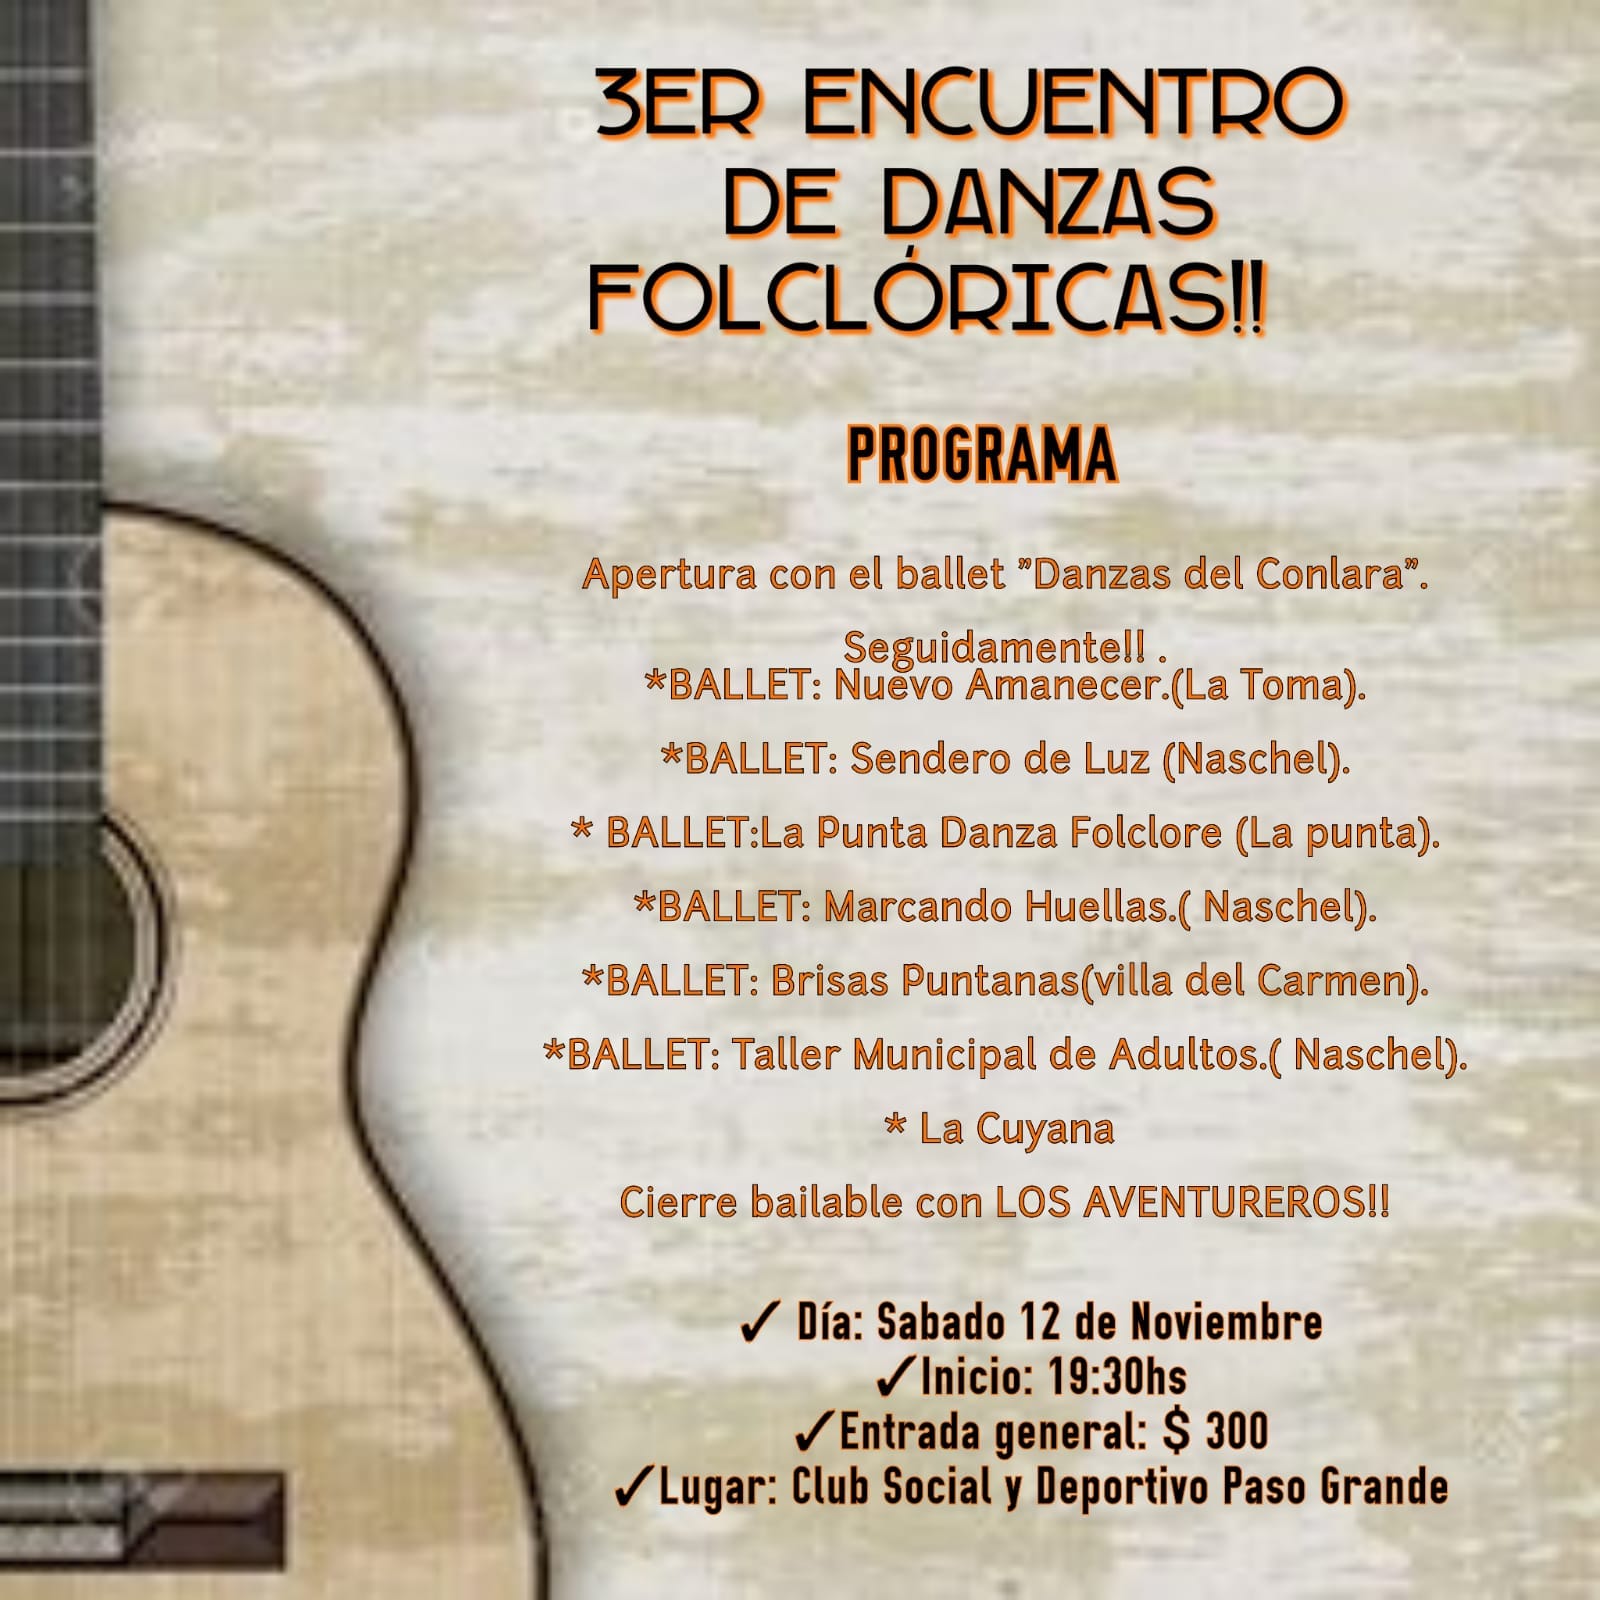 3ER ENCUENTRO
DE DANZAS
FOLCLÓRICAS!!
PROGRAMA
Apertura con el ballet "Danzas del Conlara".
Seguidamente!! .
*BALLET: Nuevo Amanecer.(La Toma).
*BALLET: Sendero de Luz (Naschel).
* BALLET:La Punta Danza Folclore (La punta).
*BALLET: Marcando Huellas.( Naschel).
*BALLET: Brisas Puntanas(villa del Carmen).
*BALLET: Taller Municipal de Adultos.( Naschel).
* La Cuyana
Cierre bailable con LOS AVENTUREROS!!
✓ Día: Sabado 12 de Noviembre
✓Inicio: 19:30hs
✓Entrada general: $ 300
✓Lugar: Club Social y Deportivo Paso Grande